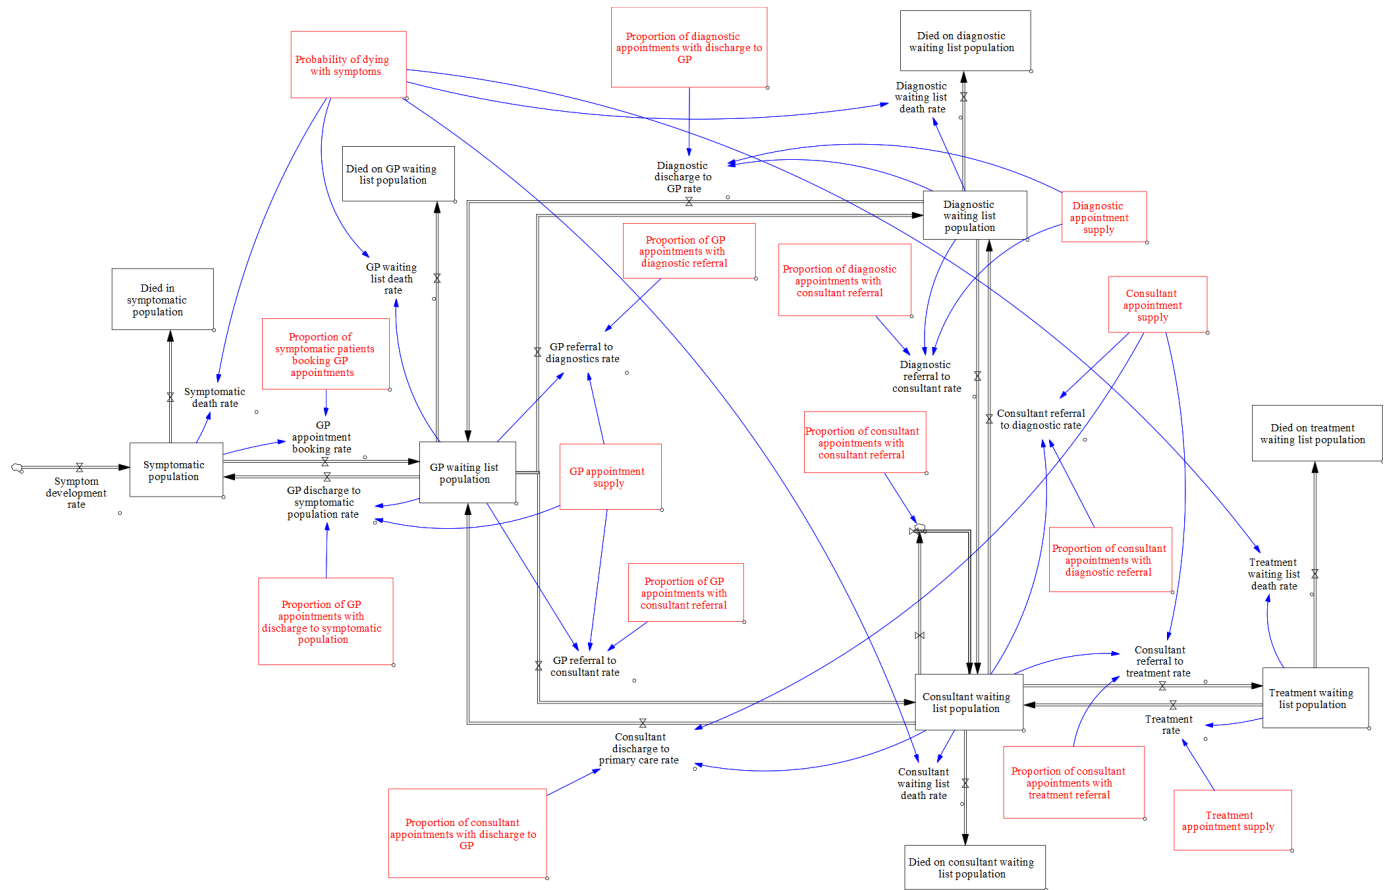 Proportion of diagnostic
appointments with discharge to
GP
Died on diagnostic
waiting list population
Probability of dying
with symptoms
Diagnostic
waiting list
death rate
Died on GP waiting
list population
Diagnostic
discharge to
GP rate
Diagnostic
waiting list
population
Diagnostic
appointment
supply
Proportion of GP
appointments with
diagnostic referral
Proportion of diagnostic
appointments with
consultant referral
GP waiting
list death
rate
Died in
symptomatic
population
Consultant
appointment
supply
Proportion of
symptomatic patients
booking GP
appointments
GP referral to
diagnostics rate
Diagnostic
referral to
consultant rate
Symptomatic
death rate
GP
appointment
booking rate
Consultant referral
to diagnostic rate
Died on treatment
waiting list population
Proportion of consultant
appointments with
consultant referral
Symptomatic
population
GP waiting list
population
GP appointment
supply
Symptom
development
rate
GP discharge to
symptomatic
population rate
Proportion of consultant
appointments with
diagnostic referral
Treatment
waiting list
death rate
Proportion of GP
appointments with
discharge to symptomatic
population
Proportion of GP
appointments with
consultant referral
GP referral to
consultant rate
Consultant
referral to
treatment rate
Consultant waiting
list population
Treatment waiting
list population
Treatment
rate
Consultant
discharge to
primary care rate
Consultant
waiting list
death rate
Proportion of consultant
appointments with
treatment referral
Treatment
appointment supply
Proportion of consultant
appointments with discharge to
GP
Died on consultant waiting
list population